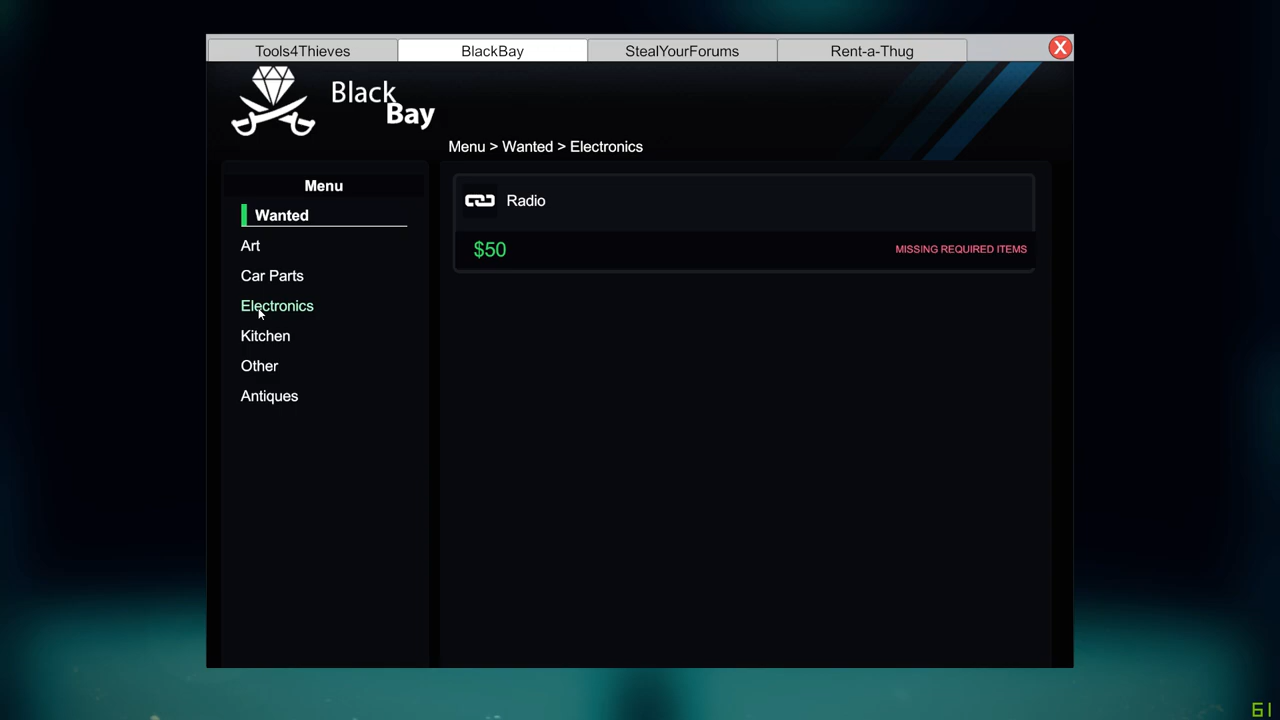 Tools4Thieves
BlackBay
StealYourForums
Rent-a-Thug
X
Black
Bay
Menu > Wanted > Electronics
Menu
Wanted
Art
Car Parts
Electronics
Kitchen
Other
Antiques
Radio
$50
MISSING REQUIRED ITEMS
61